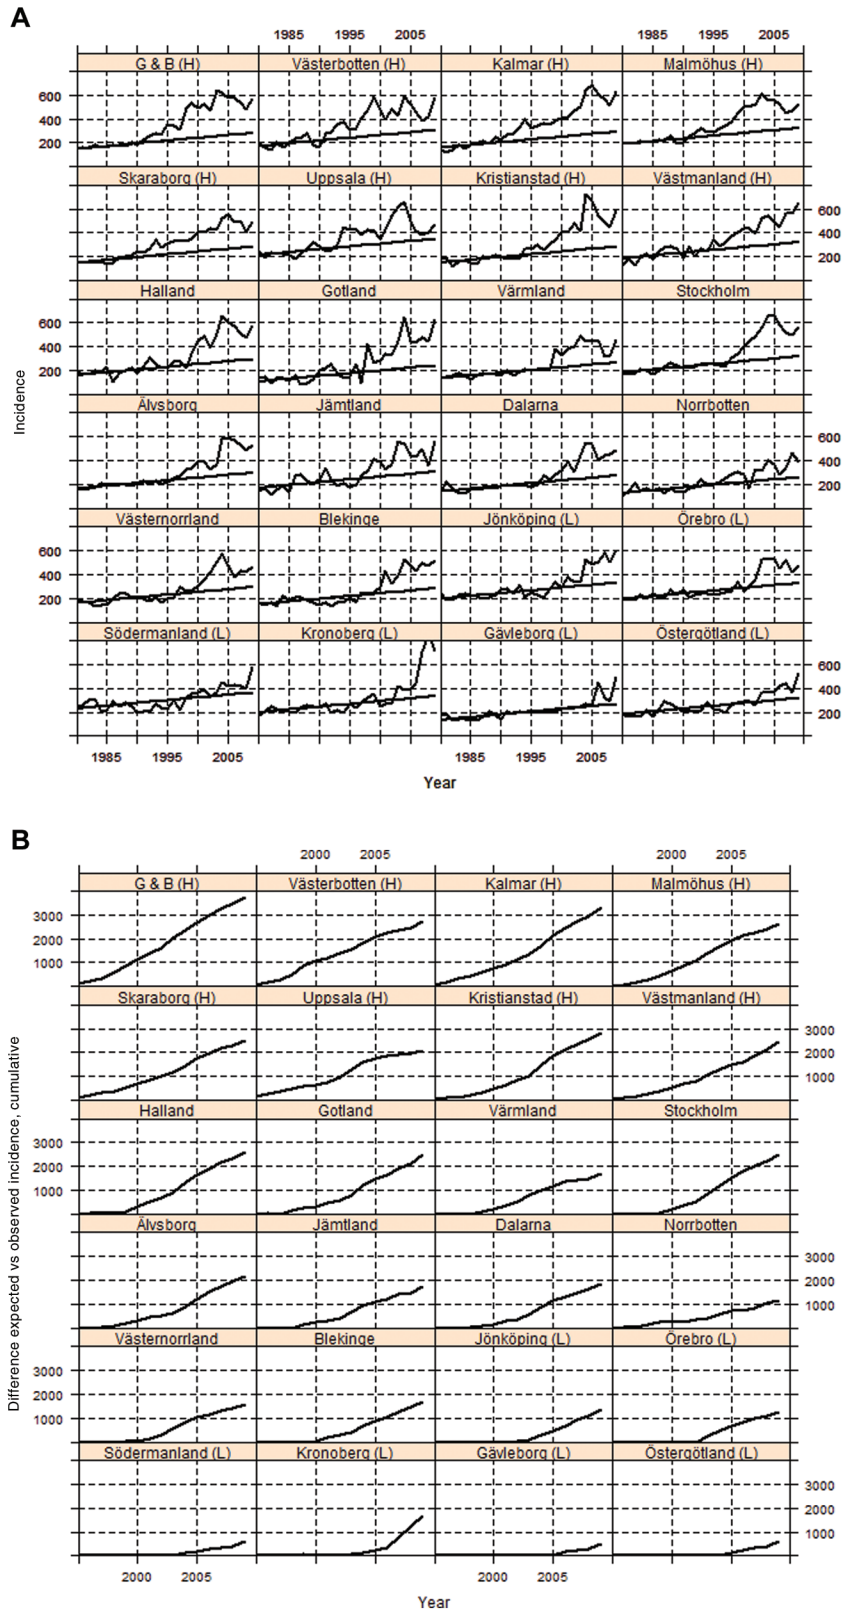 A
1985 1995 2005 1985 1995 2005
G & B (H) Västerbotten (H) Kalmar (H) Malmöhus (H)
600
400
200
Skaraborg (H) Uppsala (H) Kristianstad (H) Västmanland (H)
600
400
200
Halland Gotland Värmland Stockholm
600
400
200
Älvsborg Jämtland Dalarna Norrbotten
600
400
200
Västernorrland Blekinge Jönköping (L) Örebro (L)
600
400
200
Södermanland (L) Kronoberg (L) Gävleborg (L) Östergötland (L)
600
400
200
1985 1995 2005 1985 1995 2005
Incidence
Year
B
2000 2005 2000 2005
G & B (H) Västerbotten (H) Kalmar (H) Malmöhus (H)
3000
2000
1000
Skaraborg (H) Uppsala (H) Kristianstad (H) Västmanland (H)
3000
2000
1000
Halland Gotland Värmland Stockholm
3000
2000
1000
Älvsborg Jämtland Dalarna Norrbotten
3000
2000
1000
Västernorrland Blekinge Jönköping (L) Örebro (L)
3000
2000
1000
Södermanland (L) Kronoberg (L) Gävleborg (L) Östergötland (L)
3000
2000
1000
2000 2005 2000 2005
Difference expected vs observed incidence, cumulative
Year